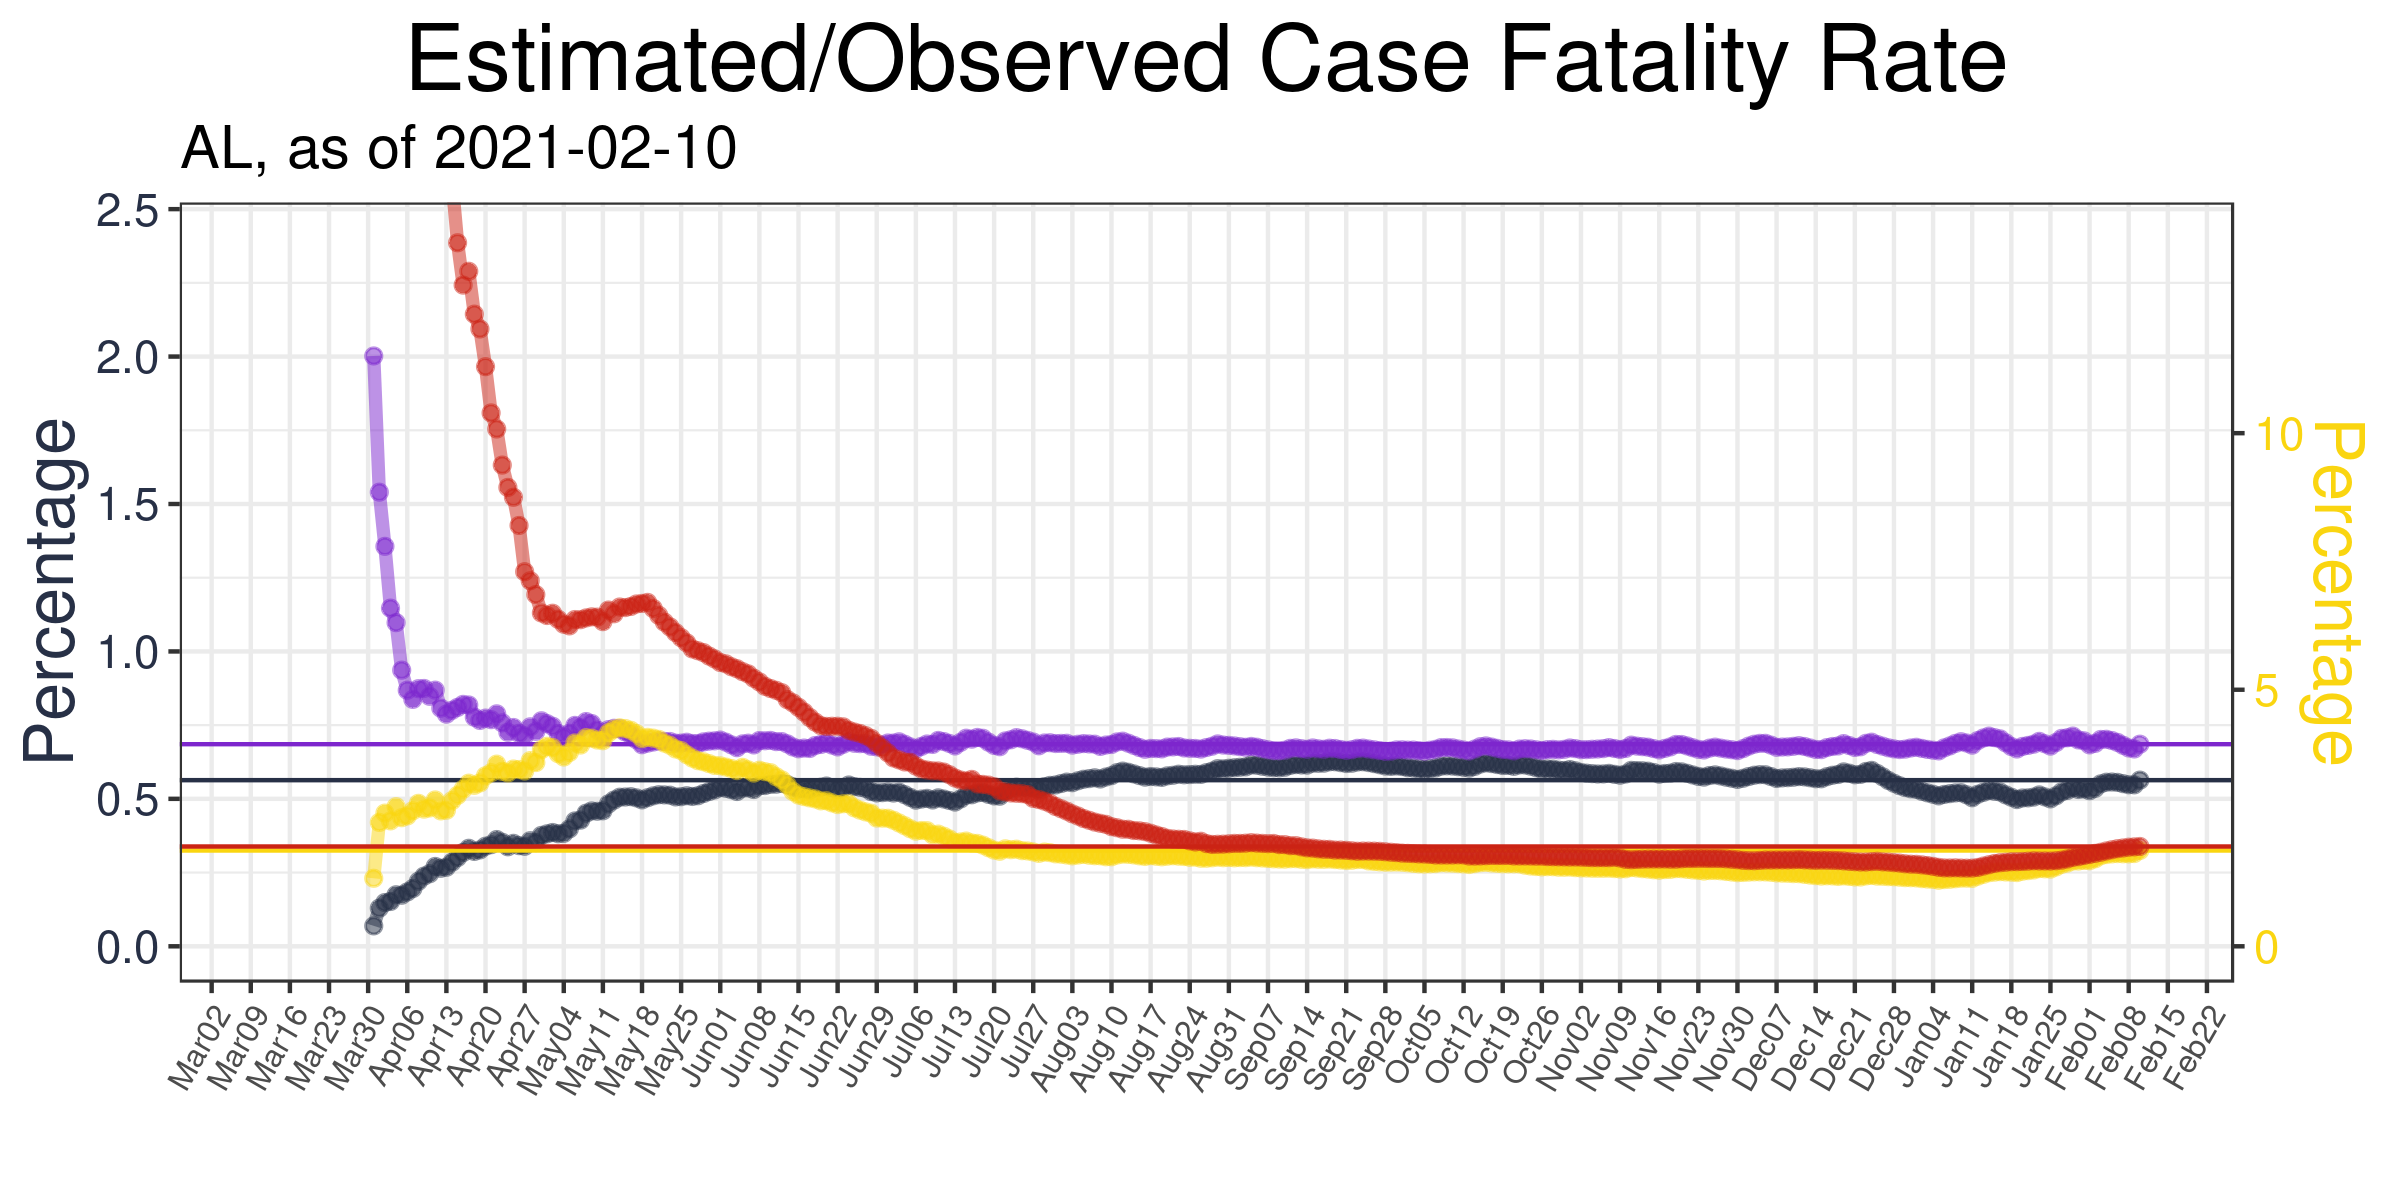 Estimated/Observed Case Fatality Rate
AL, as of 2021-02-10
Percentage
2.5
2.0
1.5
1.0
0.5
0.0
10
5
0
Percentage
Mar02
Mar09
Mar16
Mar23
Mar30
Apr06
Apr13
Apr20
Apr27
May04
May11
May18
May25
Jun01
Jun08
Jun15
Jun22
Jun29
Jul06
Jul13
Jul20
Jul27
Aug03
Aug10
Aug17
Aug24
Aug31
Sep07
Sep14
Sep21
Sep28
Oct05
Oct12
Oct19
Oct26
Nov02
Nov09
Nov16
Nov23
Nov30
Dec07
Dec14
Dec21
Dec28
Jan04
Jan11
Jan18
Jan25
Feb01
Feb08
Feb15
Feb22